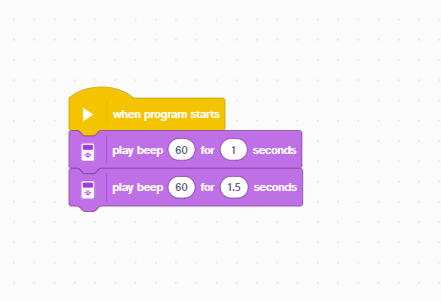 when program starts
play beep 60 for 1 seconds
play beep 60 for 1.5 seconds